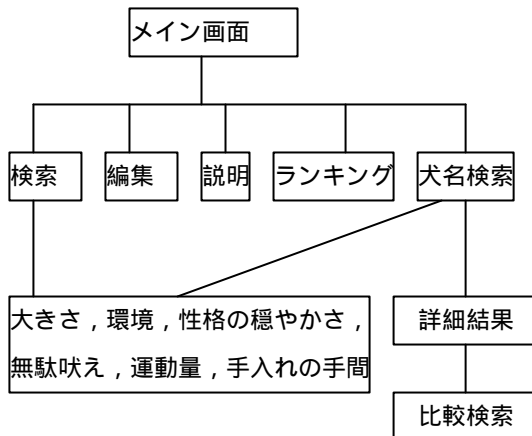 メイン画面
検索
編集
説明
ランキング
犬名検索
大きさ , 環境 , 性格の穏やかさ ,
無駄吠え , 運動量 , 手入れの手間
詳細結果
比較検索